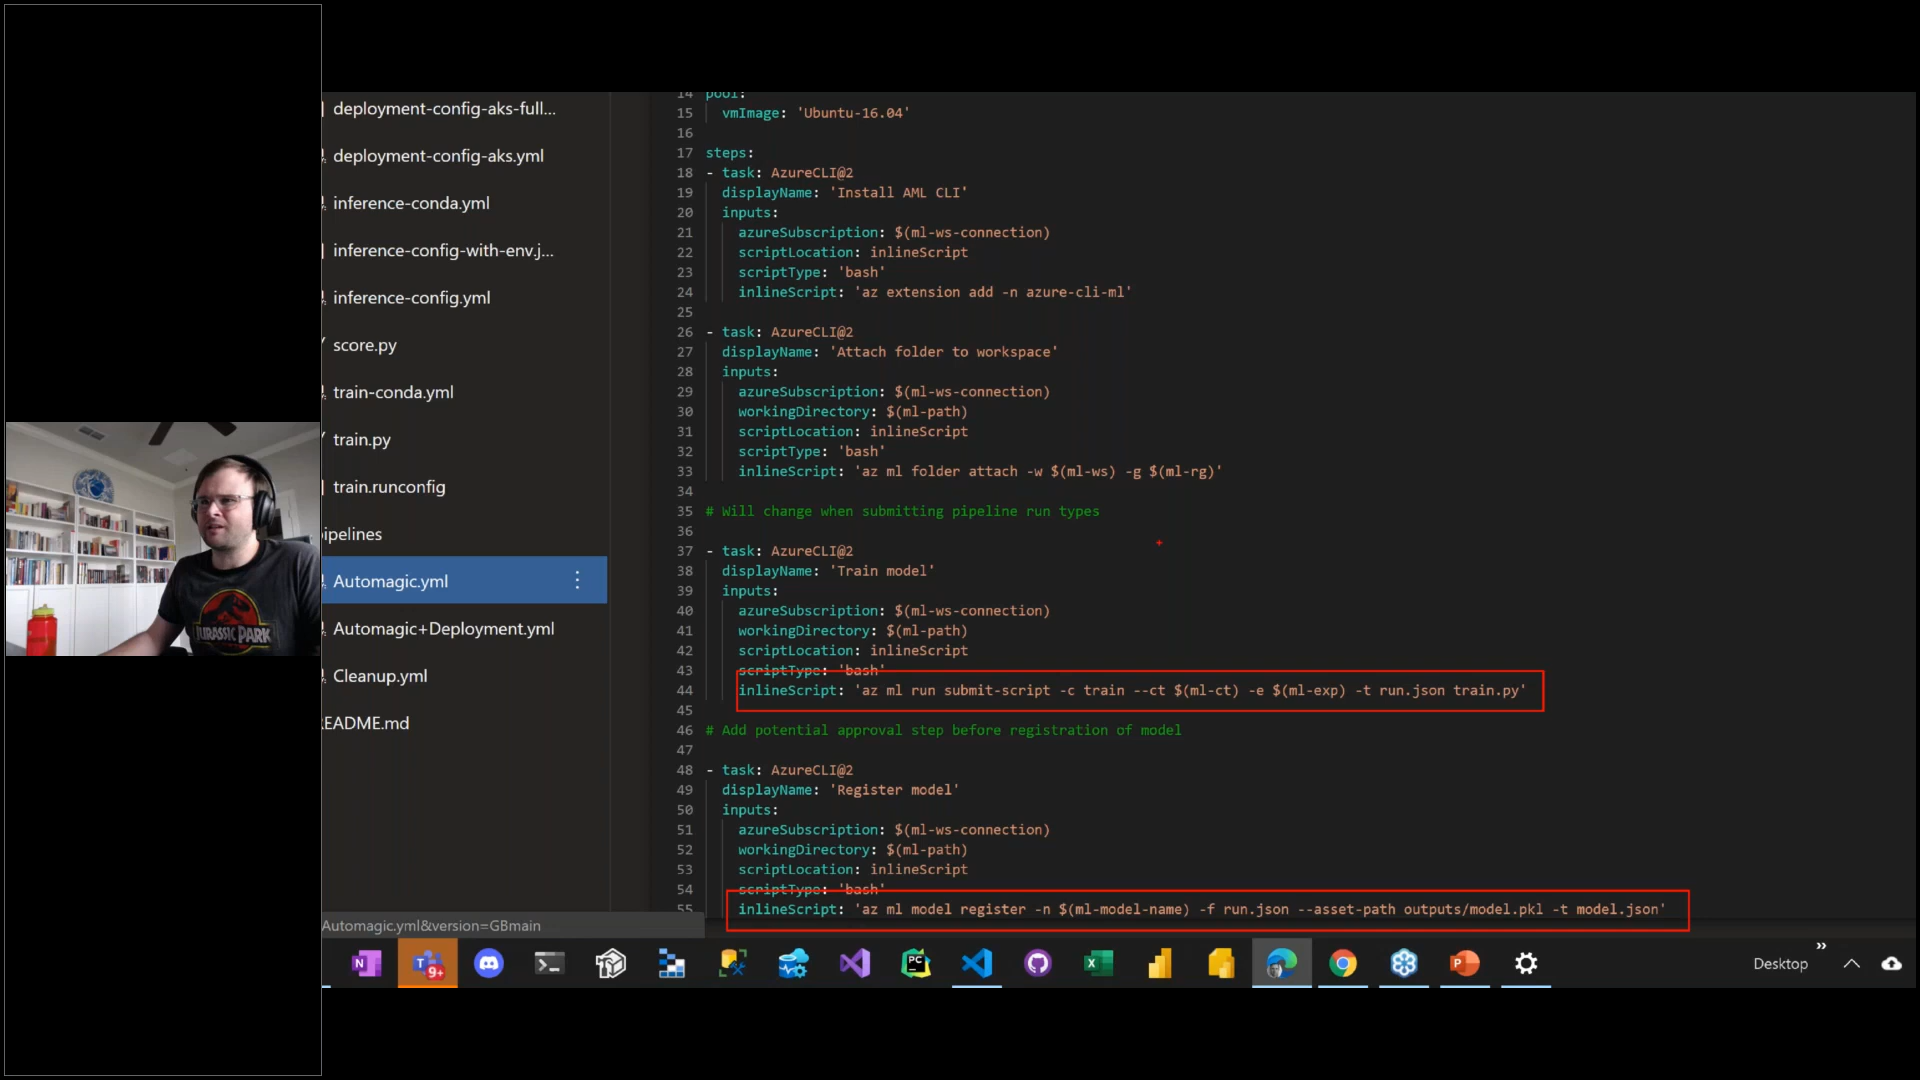 deployment-config-aks-full...
deployment-config-aks.yml
inference-conda.yml
inference-config-with-env.j...
inference-config.yml
score.py
train-conda.yml
train.py
train.runconfig
ipelines
Automagic.yml
Automagic+Deployment.yml
Cleanup.yml
EADME.md
Automagic.yml&version=GBmain
14 pool:
15 vmImage: 'Ubuntu-16.04'
16
17 steps:
18 - task: AzureCLI@2
19 displayName: 'Install AML CLI'
20 inputs:
21 azureSubscription: $(ml-ws-connection)
22 scriptLocation: inlineScript
23 scriptType: 'bash'
24 inlineScript: 'az extension add -n azure-cli-ml'
25
26 - task: AzureCLI@2
27 displayName: 'Attach folder to workspace'
28 inputs:
29 azureSubscription: $(ml-ws-connection)
30 workingDirectory: $(ml-path)
31 scriptLocation: inlineScript
32 scriptType: 'bash'
33 inlineScript: 'az ml folder attach -w $(ml-ws) -g $(ml-rg)'
34
35 # Will change when submitting pipeline run types
36
37 - task: AzureCLI@2
38 displayName: 'Train model'
39 inputs:
40 azureSubscription: $(ml-ws-connection)
41 workingDirectory: $(ml-path)
42 scriptLocation: inlineScript
43 scriptType: 'bash'
44 inlineScript: 'az ml run submit-script -c train --ct $(ml-ct) -e $(ml-exp) -t run.json train.py'
45
46 # Add potential approval step before registration of model
47
48 - task: AzureCLI@2
49 displayName: 'Register model'
50 inputs:
51 azureSubscription: $(ml-ws-connection)
52 workingDirectory: $(ml-path)
53 scriptLocation: inlineScript
54 scriptType: 'bash'
55 inlineScript: 'az ml model register -n $(ml-model-name) -f run.json --asset-path outputs/model.pkl -t model.json'
JURASSIC PARK
N
T
9+
PC
P
Desktop